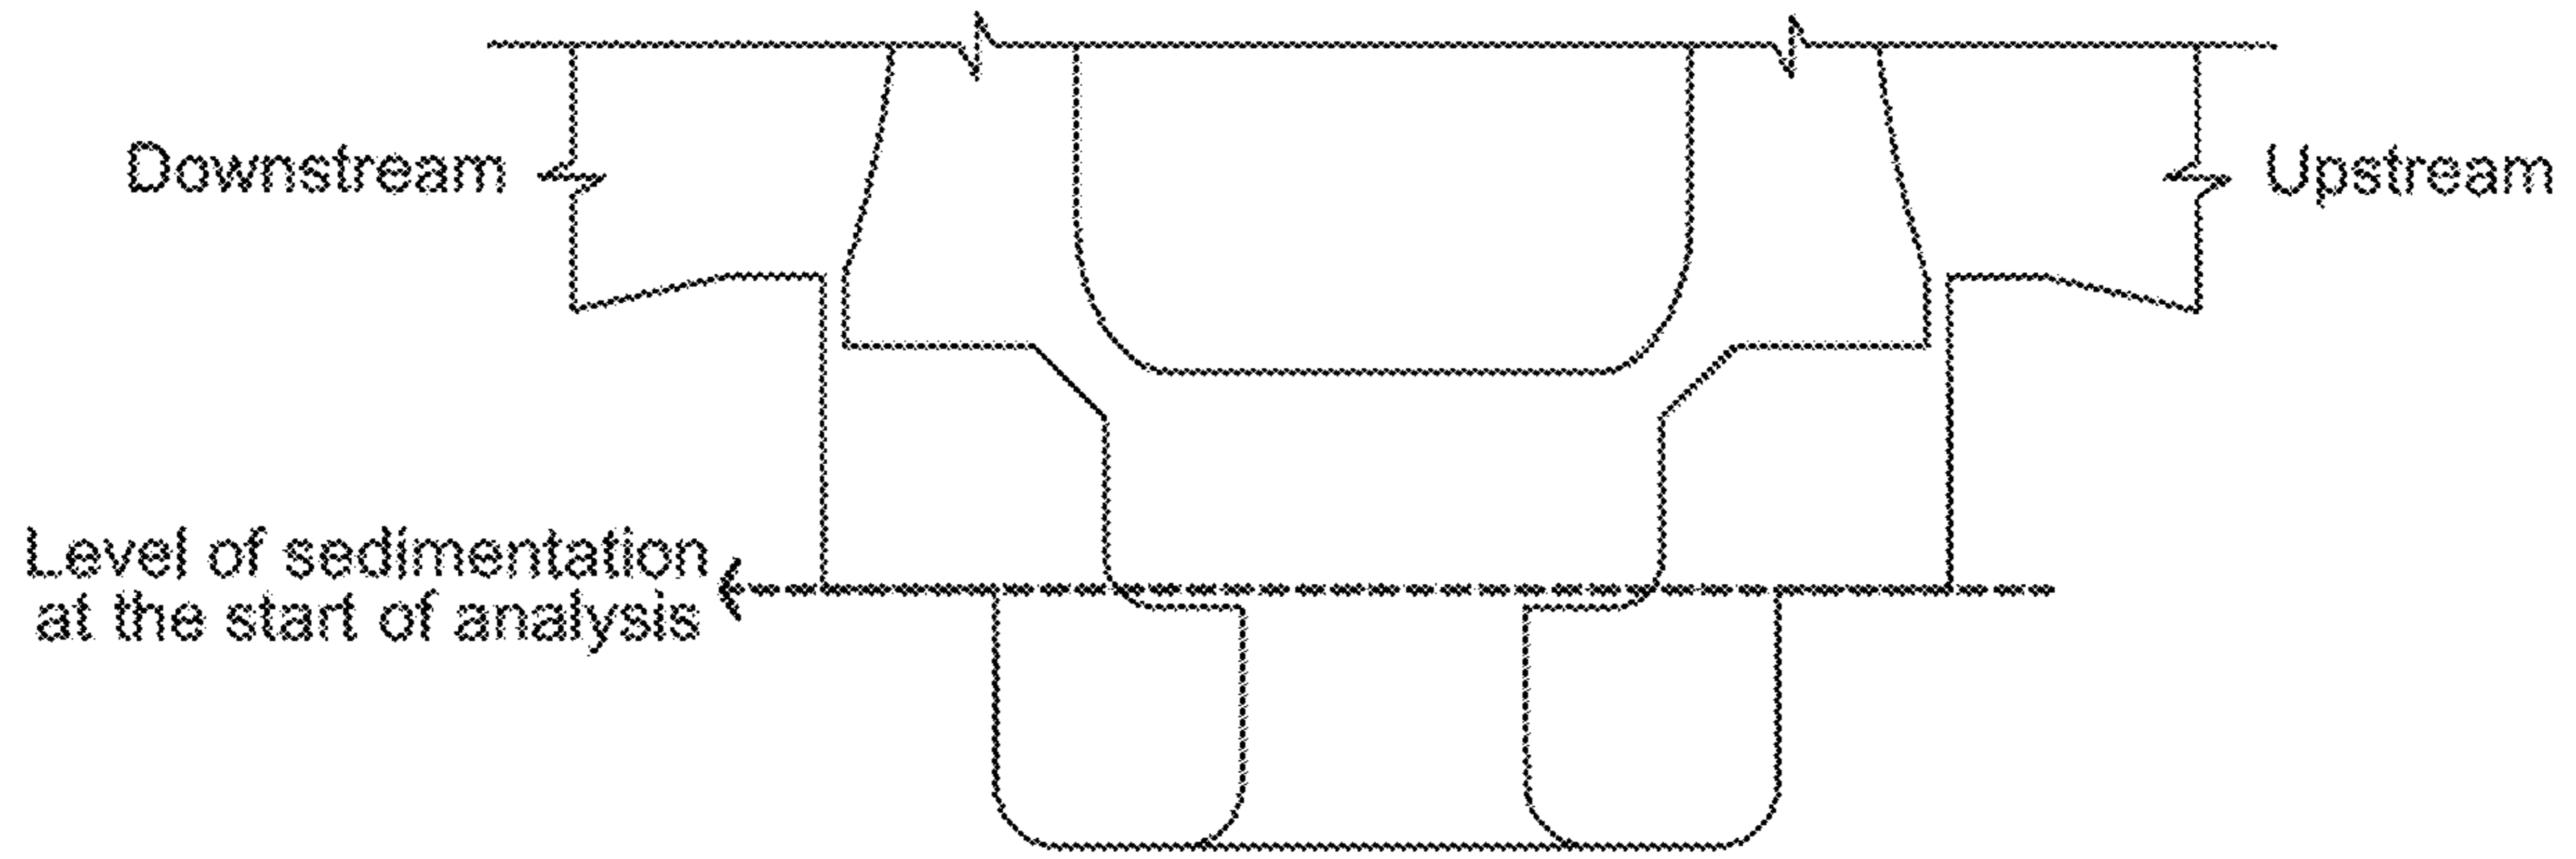 Downstream
Upstream
Level of sedimentation
at the start of analysis